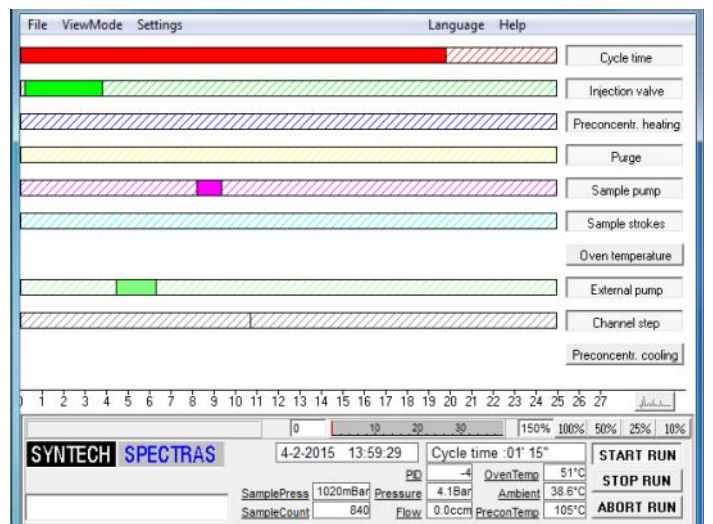 File ViewMode Settings Language Help
Cycle time
Injection valve
Preconcentr. heating
Purge
Sample pump
Sample strokes
Oven temperature
External pump
Channel step
Preconcentr. cooling
1 2 3 4 5 6 7 8 9 10 11 12 13 14 15 16 17 18 19 20 21 22 23 24 25 26 27
0 10 20 30 150% 100% 50% 25% 10%
SYNTECH SPECTRAS 4-2-2015 13:59:29 Cycle time :01' 15" START RUN
PID -4 OvenTemp 51°C STOP RUN
SamplePress 1020mBar Pressure 4.1Bar Ambient 38.6°C
SampleCount 840 Flow 0.0ccm PreconTemp 105°C ABORT RUN